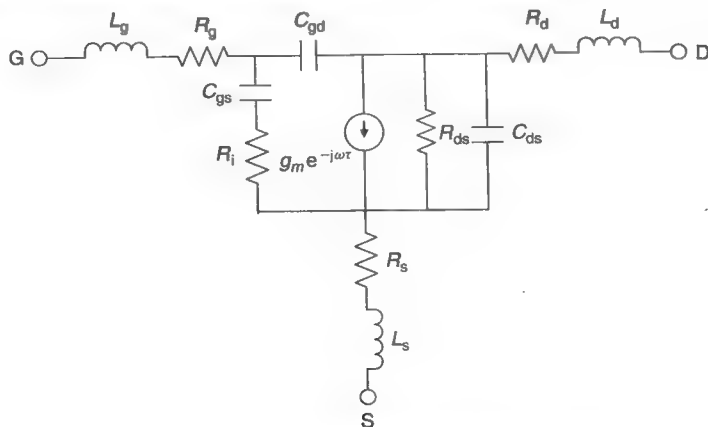 G
L_g
R_g
C_gd
R_d
L_d
D
C_gs
R_i
g_m e^{−jωτ}
R_ds
C_ds
R_s
L_s
S